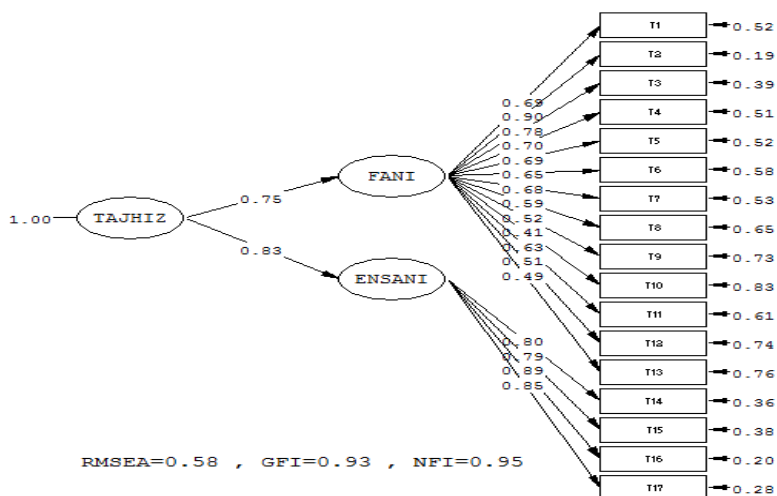 T1 0.52
T2 0.19
T3 0.39
0.69
0.90
T4 0.51
0.78
0.70
T5 0.52
0.69
FANI
0.65
T6 0.58
0.75
0.68
T7 0.53
0.59
1.00 TAJHIZ
0.52
T8 0.65
0.41
0.83
0.63
T9 0.73
0.51
ENSANI
0.49
T10 0.83
T11 0.61
0.80
T12 0.74
0.79
0.89
T13 0.76
0.85
T14 0.36
T15 0.38
RMSEA=0.58 , GFI=0.93 , NFI=0.95
T16 0.20
T17 0.28